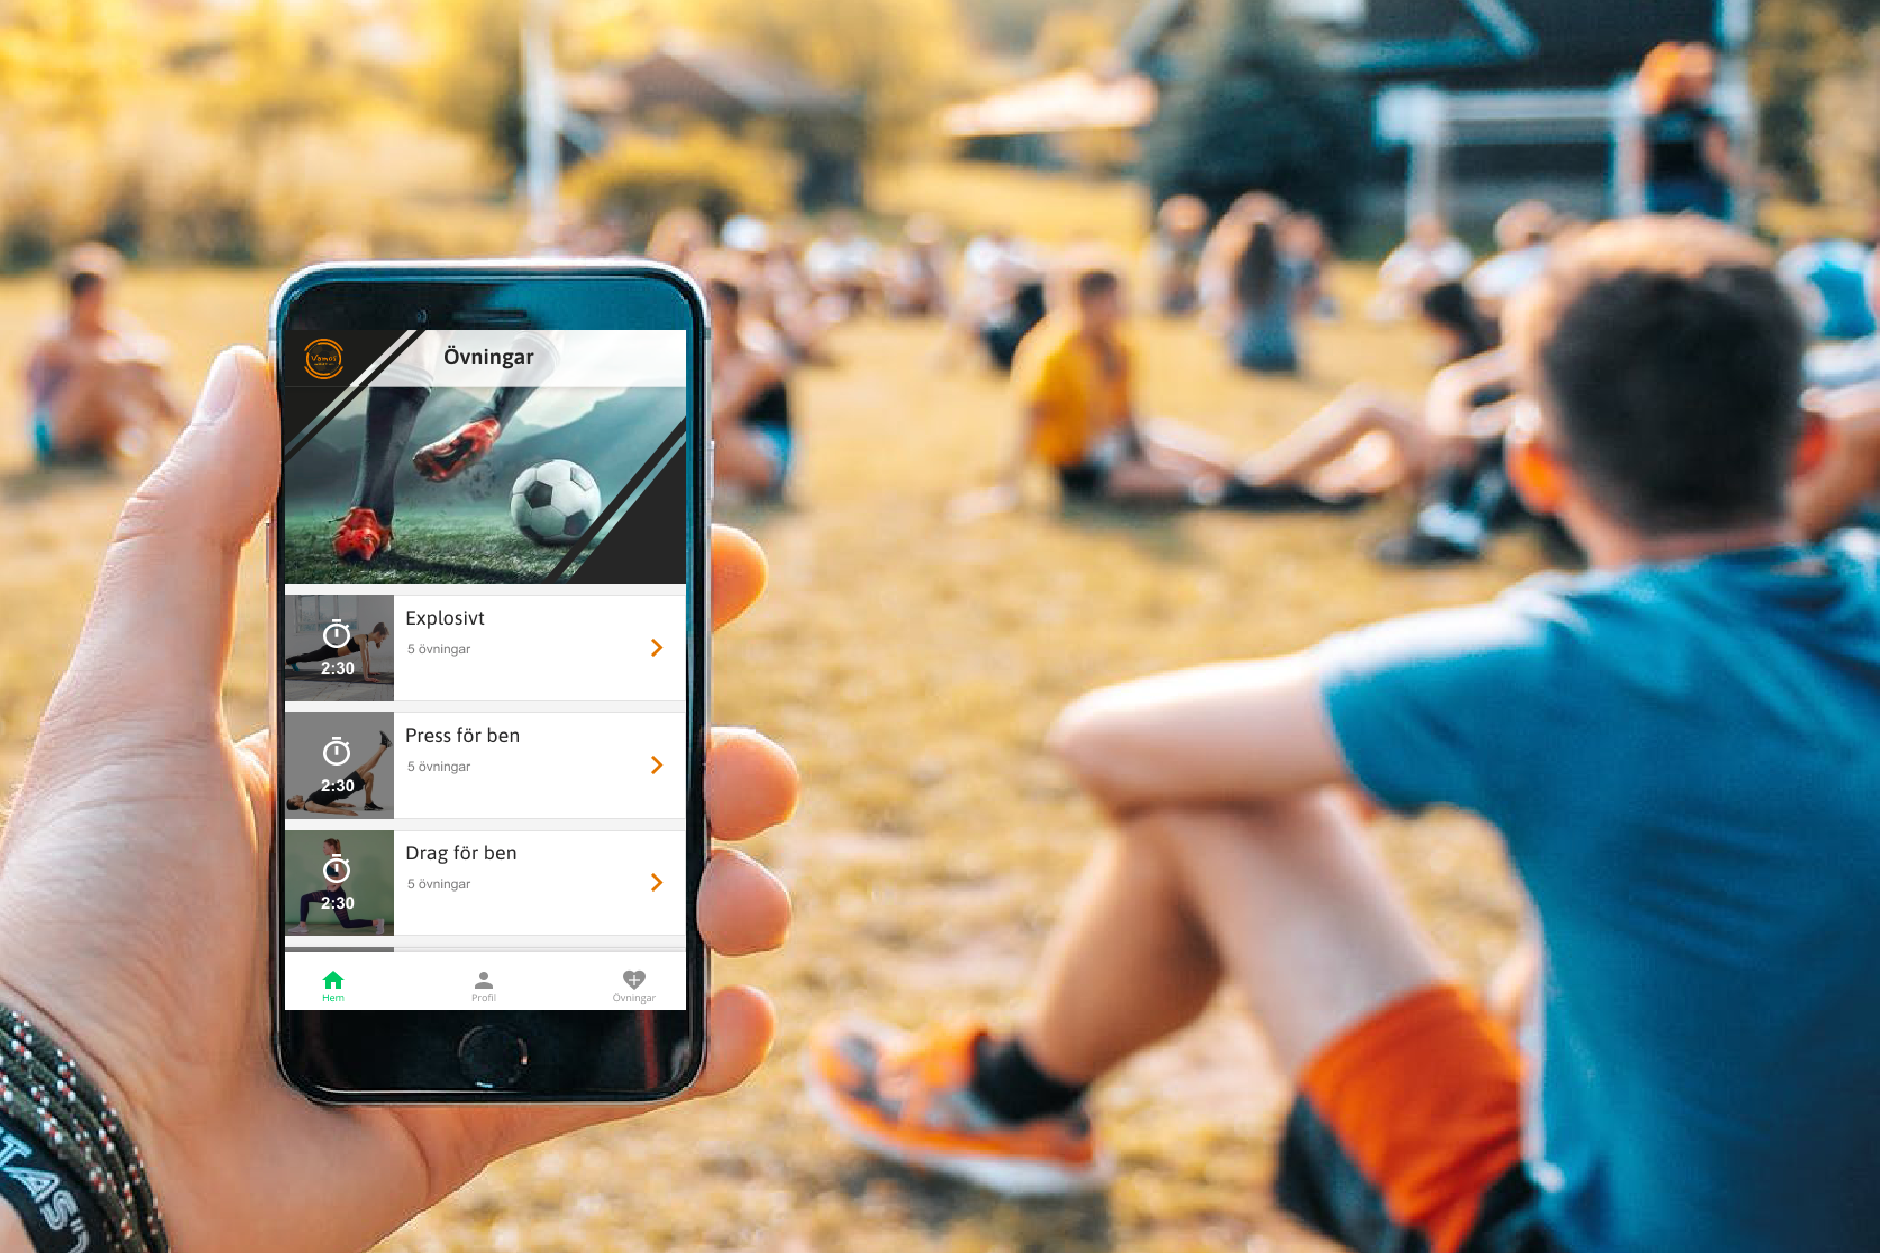 Vamos
Övningar
Explosivt
5 övningar
2:30
Press för ben
5 övningar
2:30
Drag för ben
5 övningar
2:30
Hem
Profil
Övningar